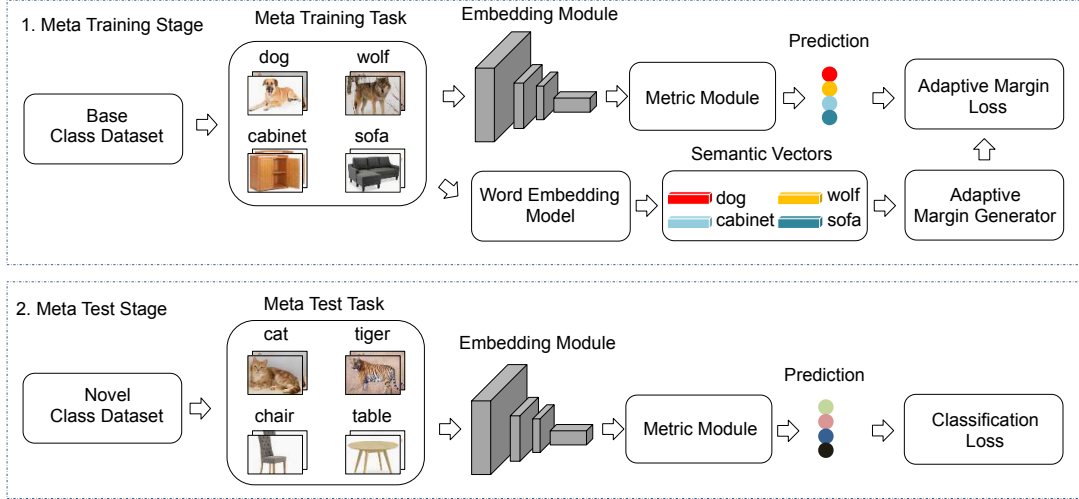 1. Meta Training Stage
Meta Training Task
Embedding Module
Prediction
dog
wolf
cabinet
sofa
Base
Class Dataset
Metric Module
Adaptive Margin
Loss
Semantic Vectors
Word Embedding
Model
dog
wolf
cabinet
sofa
Adaptive
Margin Generator
2. Meta Test Stage
Meta Test Task
Embedding Module
Prediction
cat
tiger
chair
table
Novel
Class Dataset
Metric Module
Classification
Loss